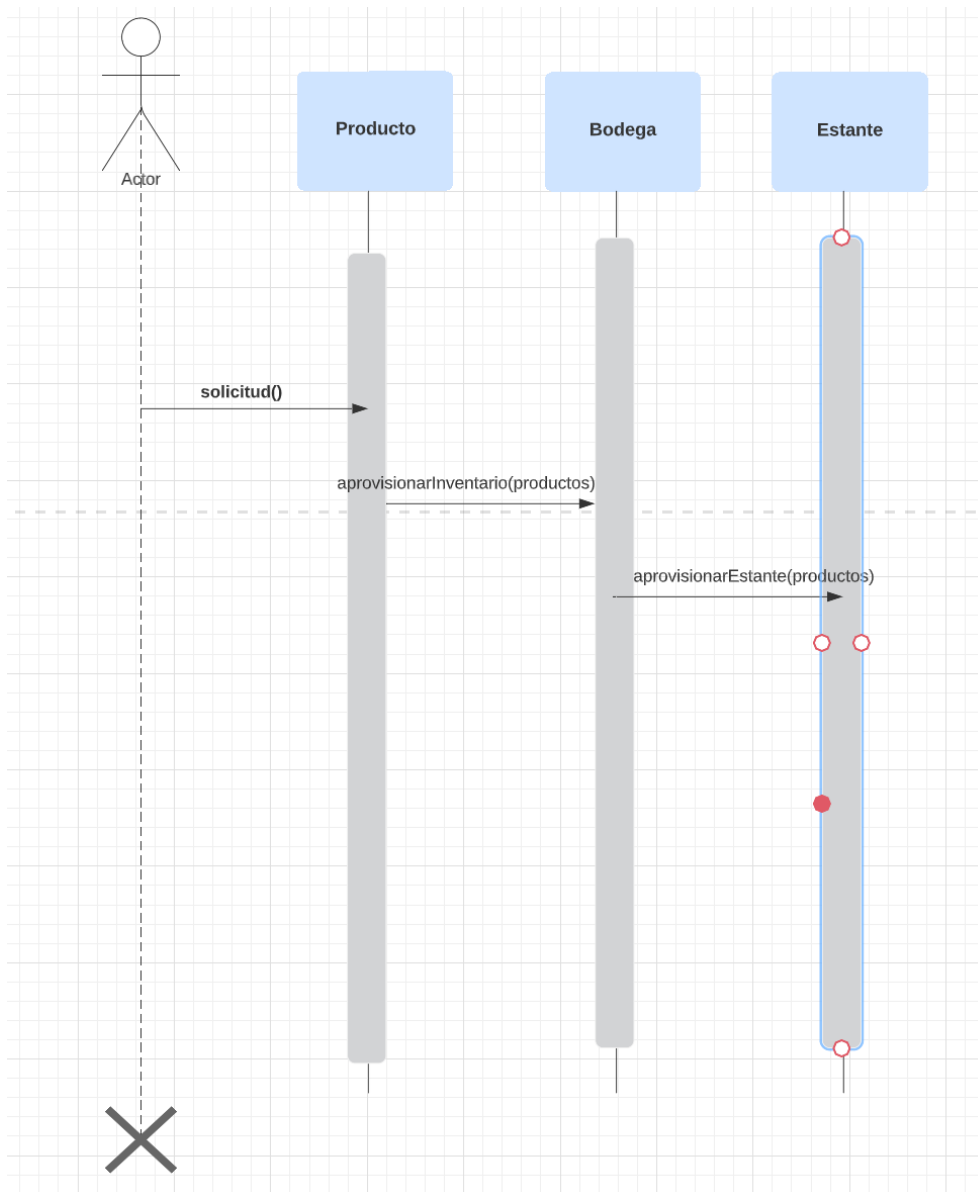 Producto
Bodega
Estante
Actor
solicitud()
aprovisionarInventario(productos)
aprovisionarEstante(productos)